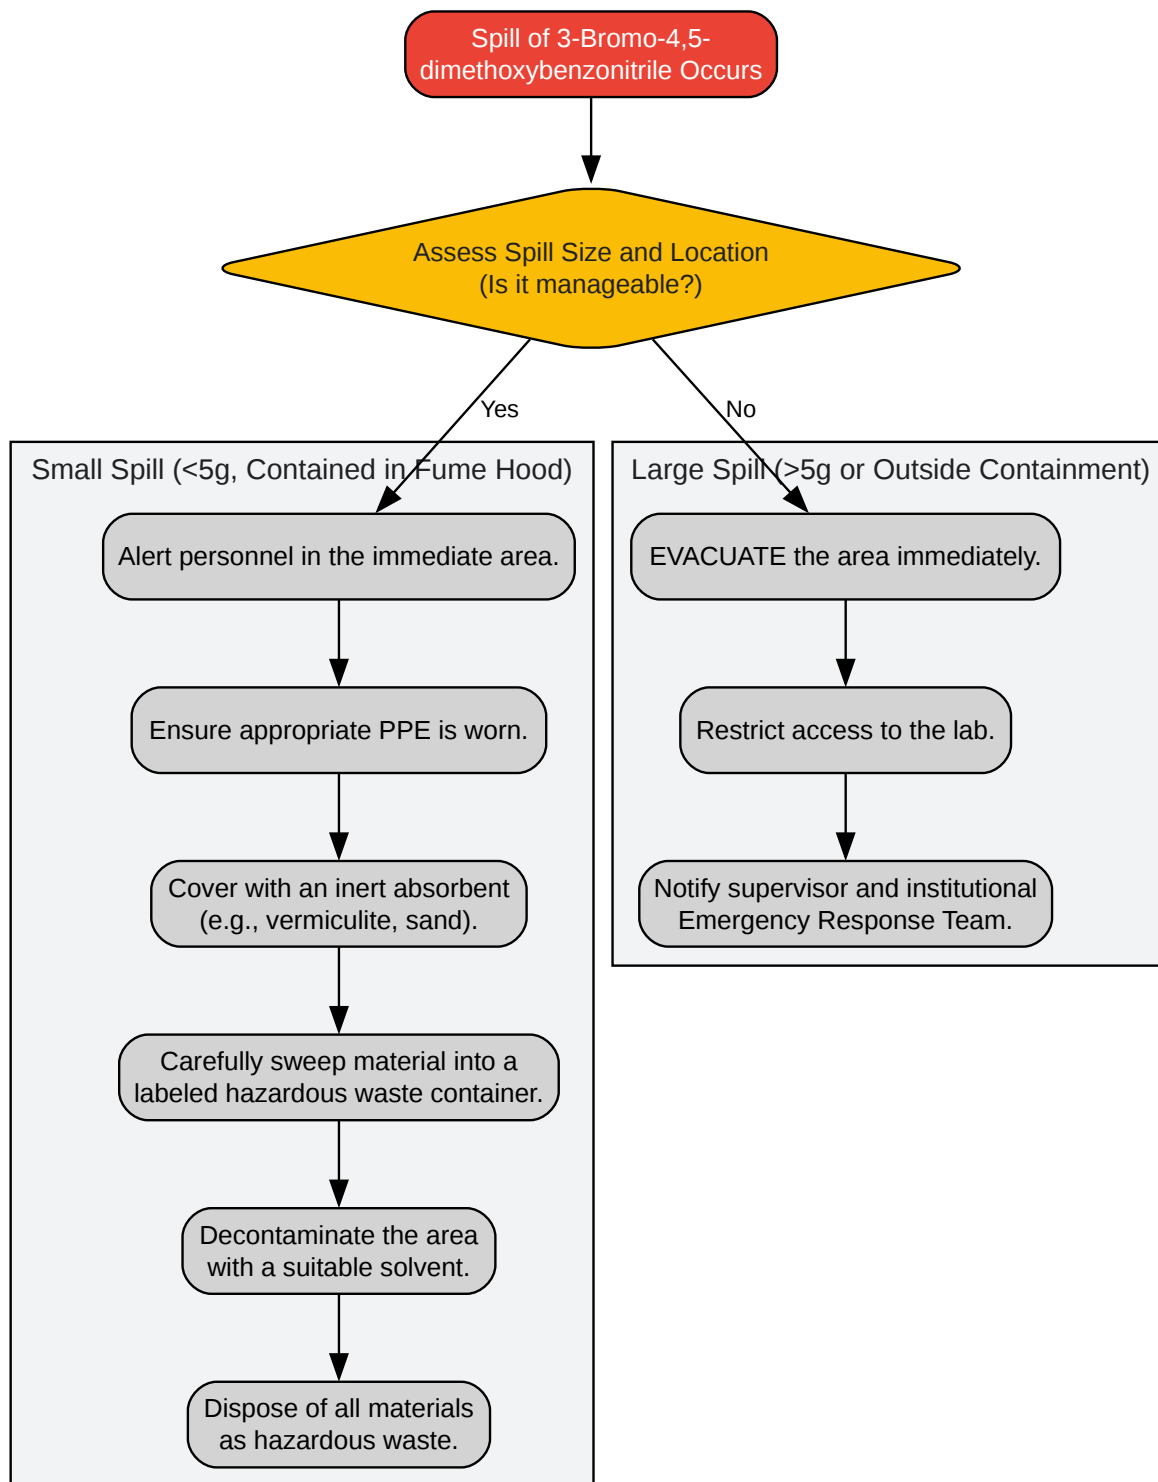 Spill of 3-Bromo-4,5-
dimethoxybenzonitrile Occurs
Assess Spill Size and Location
(Is it manageable?)
Yes
No
Small Spill (<5g, Contained in Fume Hood)
Alert personnel in the immediate area.
Ensure appropriate PPE is worn.
Cover with an inert absorbent
(e.g., vermiculite, sand).
Carefully sweep material into a
labeled hazardous waste container.
Decontaminate the area
with a suitable solvent.
Dispose of all materials
as hazardous waste.
Large Spill (>5g or Outside Containment)
EVACUATE the area immediately.
Restrict access to the lab.
Notify supervisor and institutional
Emergency Response Team.